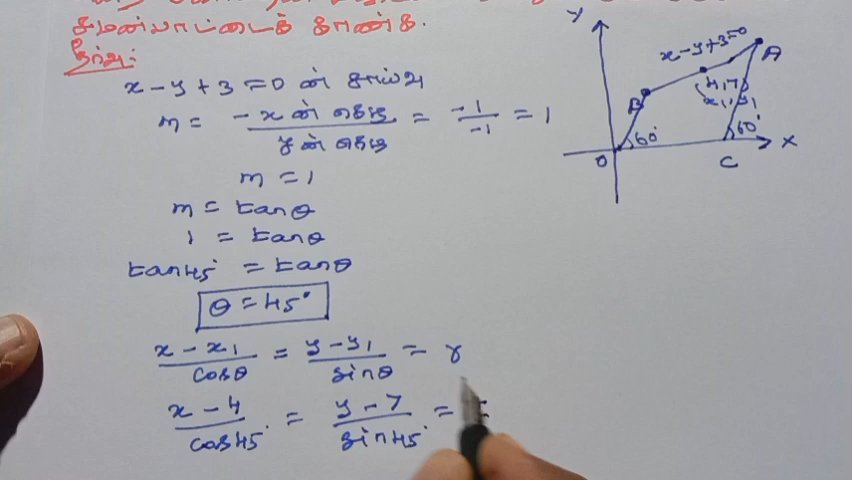 சமன்பாட்டைக் காண்க.
தீர்வு:
x - y + 3 = 0 ன் சாய்வு
m = - x ன் கெழு / y ன் கெழு = -1 / -1 = 1
m = 1
m = tanθ
1 = tanθ
tan45° = tanθ
θ = 45°
x - x₁ / cosθ = y - y₁ / sinθ = r
x - 4 / cos45° = y - 7 / sin45° =
Y
x-y+3=0
A
B
(4,7)
x₁, y₁
60°
60°
O
C
X